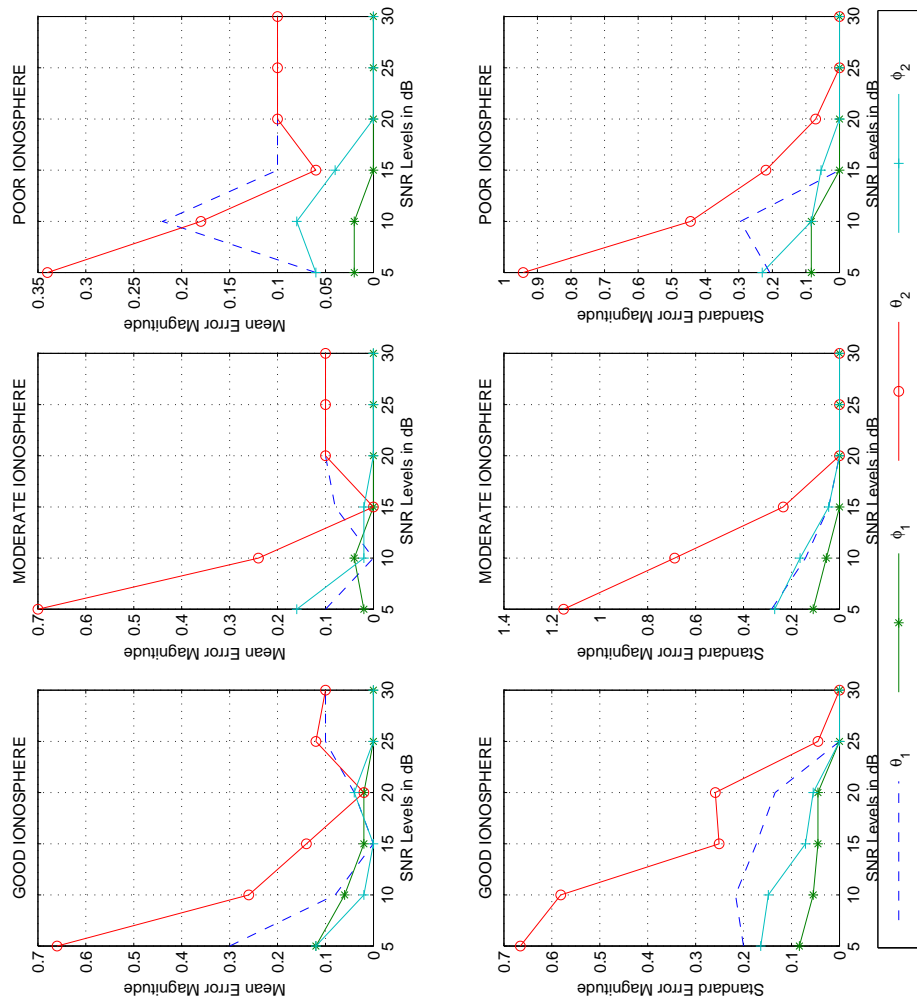 GOOD IONOSPHERE
Mean Error Magnitude
0.7
0.6
0.5
0.4
0.3
0.2
0.1
0
5 10 15 20 25 30
SNR Levels in dB
MODERATE IONOSPHERE
Mean Error Magnitude
0.7
0.6
0.5
0.4
0.3
0.2
0.1
0
5 10 15 20 25 30
SNR Levels in dB
POOR IONOSPHERE
Mean Error Magnitude
0.35
0.3
0.25
0.2
0.15
0.1
0.05
0
5 10 15 20 25 30
SNR Levels in dB
GOOD IONOSPHERE
Standard Error Magnitude
0.7
0.6
0.5
0.4
0.3
0.2
0.1
0
5 10 15 20 25 30
SNR Levels in dB
MODERATE IONOSPHERE
Standard Error Magnitude
1.4
1.2
1
0.8
0.6
0.4
0.2
0
5 10 15 20 25 30
SNR Levels in dB
POOR IONOSPHERE
Standard Error Magnitude
1
0.9
0.8
0.7
0.6
0.5
0.4
0.3
0.2
0.1
0
5 10 15 20 25 30
SNR Levels in dB
θ1 ϕ1 θ2 ϕ2